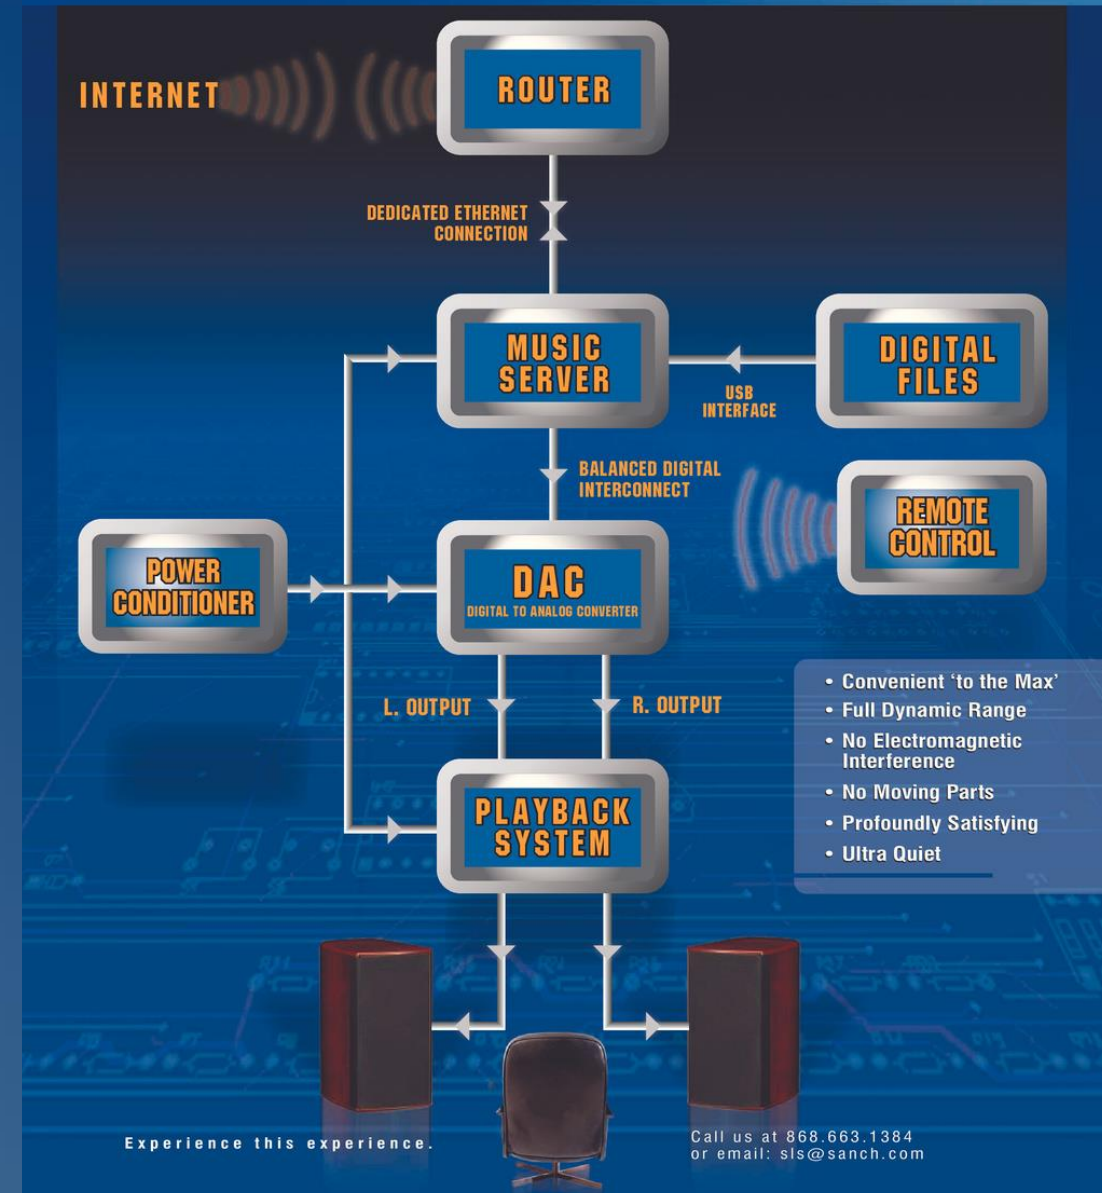 INTERNET
ROUTER
DEDICATED ETHERNET
CONNECTION
MUSIC
SERVER
DIGITAL
FILES
USB
INTERFACE
BALANCED DIGITAL
INTERCONNECT
REMOTE
CONTROL
POWER
CONDITIONER
DAC
DIGITAL TO ANALOG CONVERTER
L. OUTPUT
R. OUTPUT
• Convenient ‘to the Max’
• Full Dynamic Range
• No Electromagnetic
Interference
• No Moving Parts
• Profoundly Satisfying
• Ultra Quiet
PLAYBACK
SYSTEM
Experience this experience.
Call us at 868.663.1384
or email: sls@sanch.com